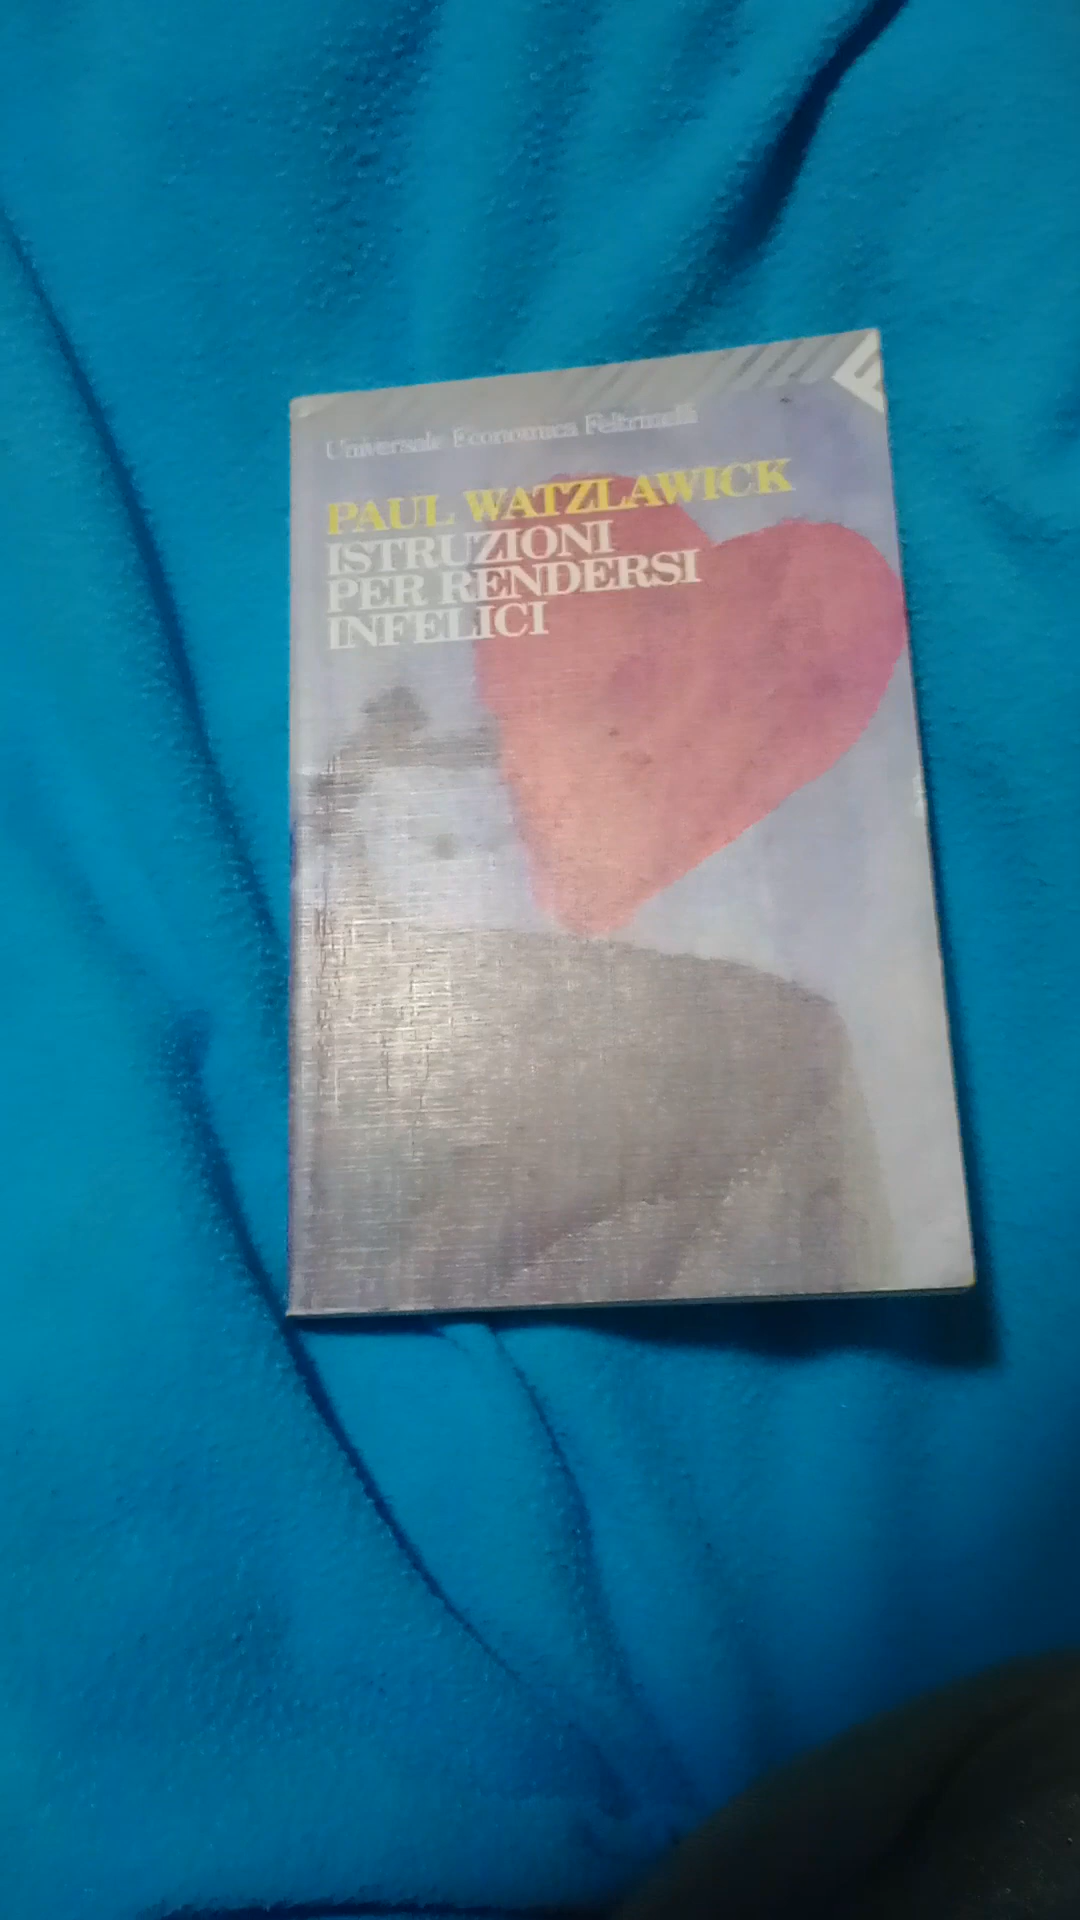 Universale Economica Feltrinelli
PAUL WATZLAWICK
ISTRUZIONI
PER RENDERSI
INFELICI